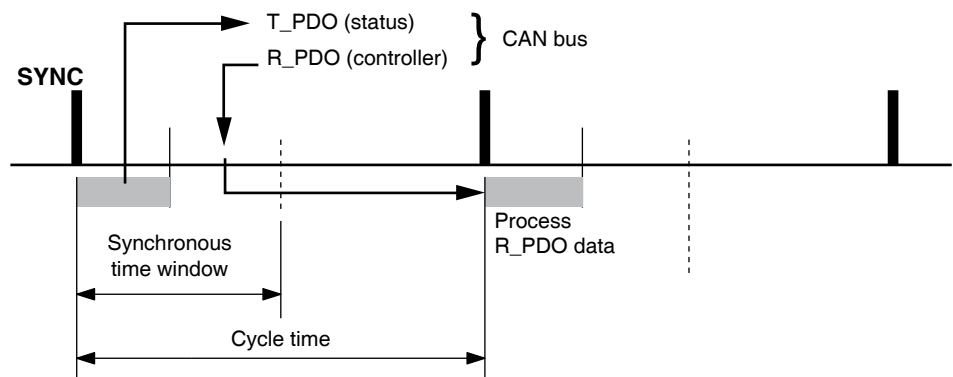 T_PDO (status)
R_PDO (controller)
} CAN bus
SYNC
Process
R_PDO data
Synchronous
time window
Cycle time